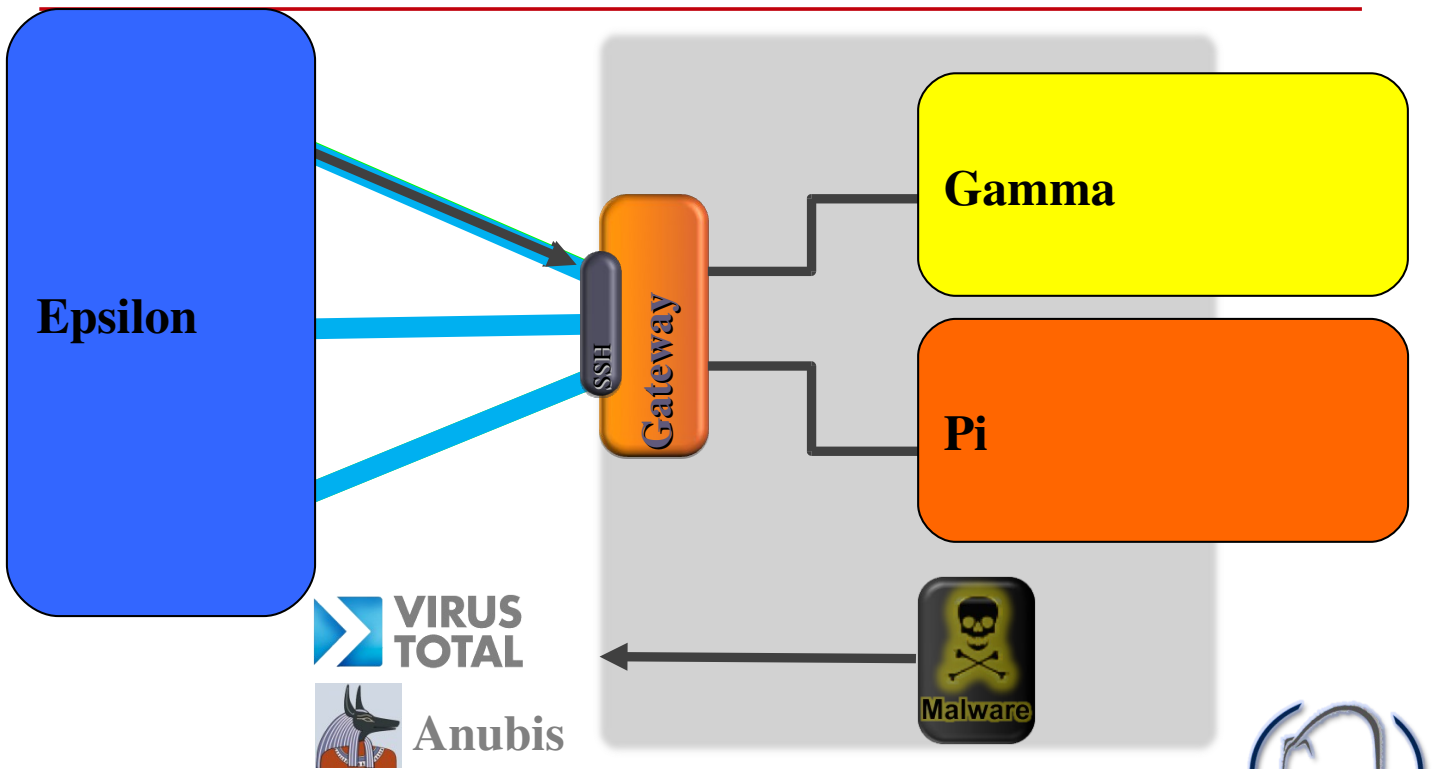 Epsilon
SSH
Gateway
Gamma
Pi
VIRUS
TOTAL
Anubis
Malware